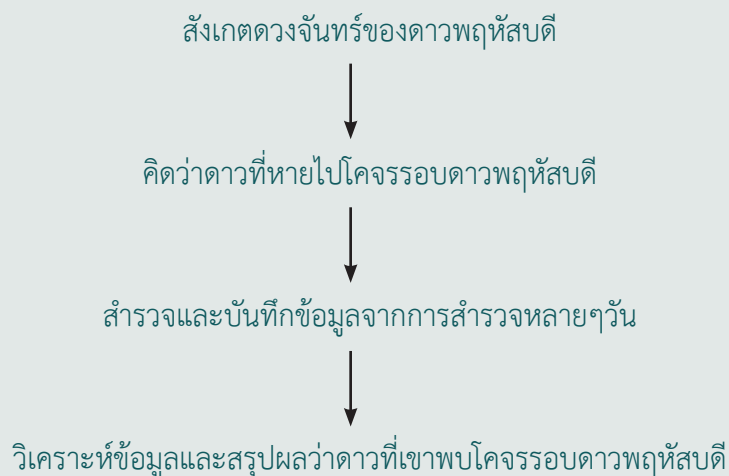 สังเกตดวงจันทร์ของดาวพฤหัสบดี
คิดว่าดาวที่หายไปโคจรรอบดาวพฤหัสบดี
สำรวจและบันทึกข้อมูลจากการสำรวจหลายๆวัน
วิเคราะห์ข้อมูลและสรุปผลว่าดาวที่เขาพบโคจรรอบดาวพฤหัสบดี